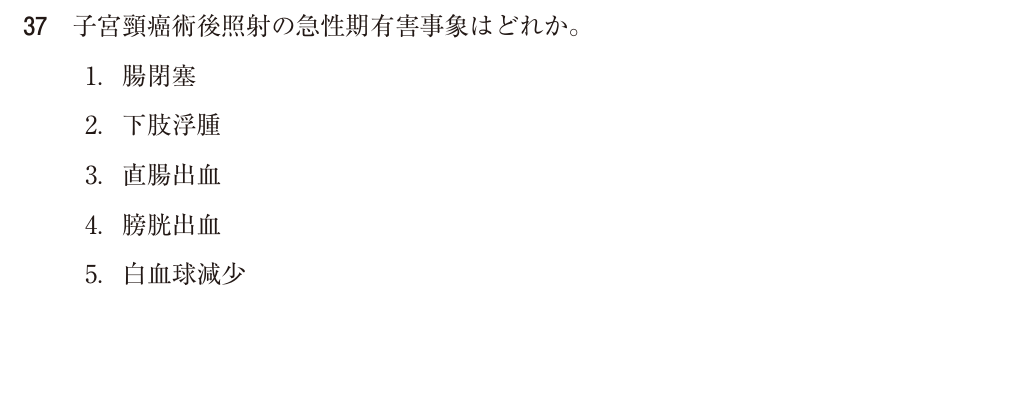 37 子宮頸癌術後照射の急性期有害事象はどれか。
1. 腸閉塞
2. 下肢浮腫
3. 直腸出血
4. 膀胱出血
5. 白血球減少